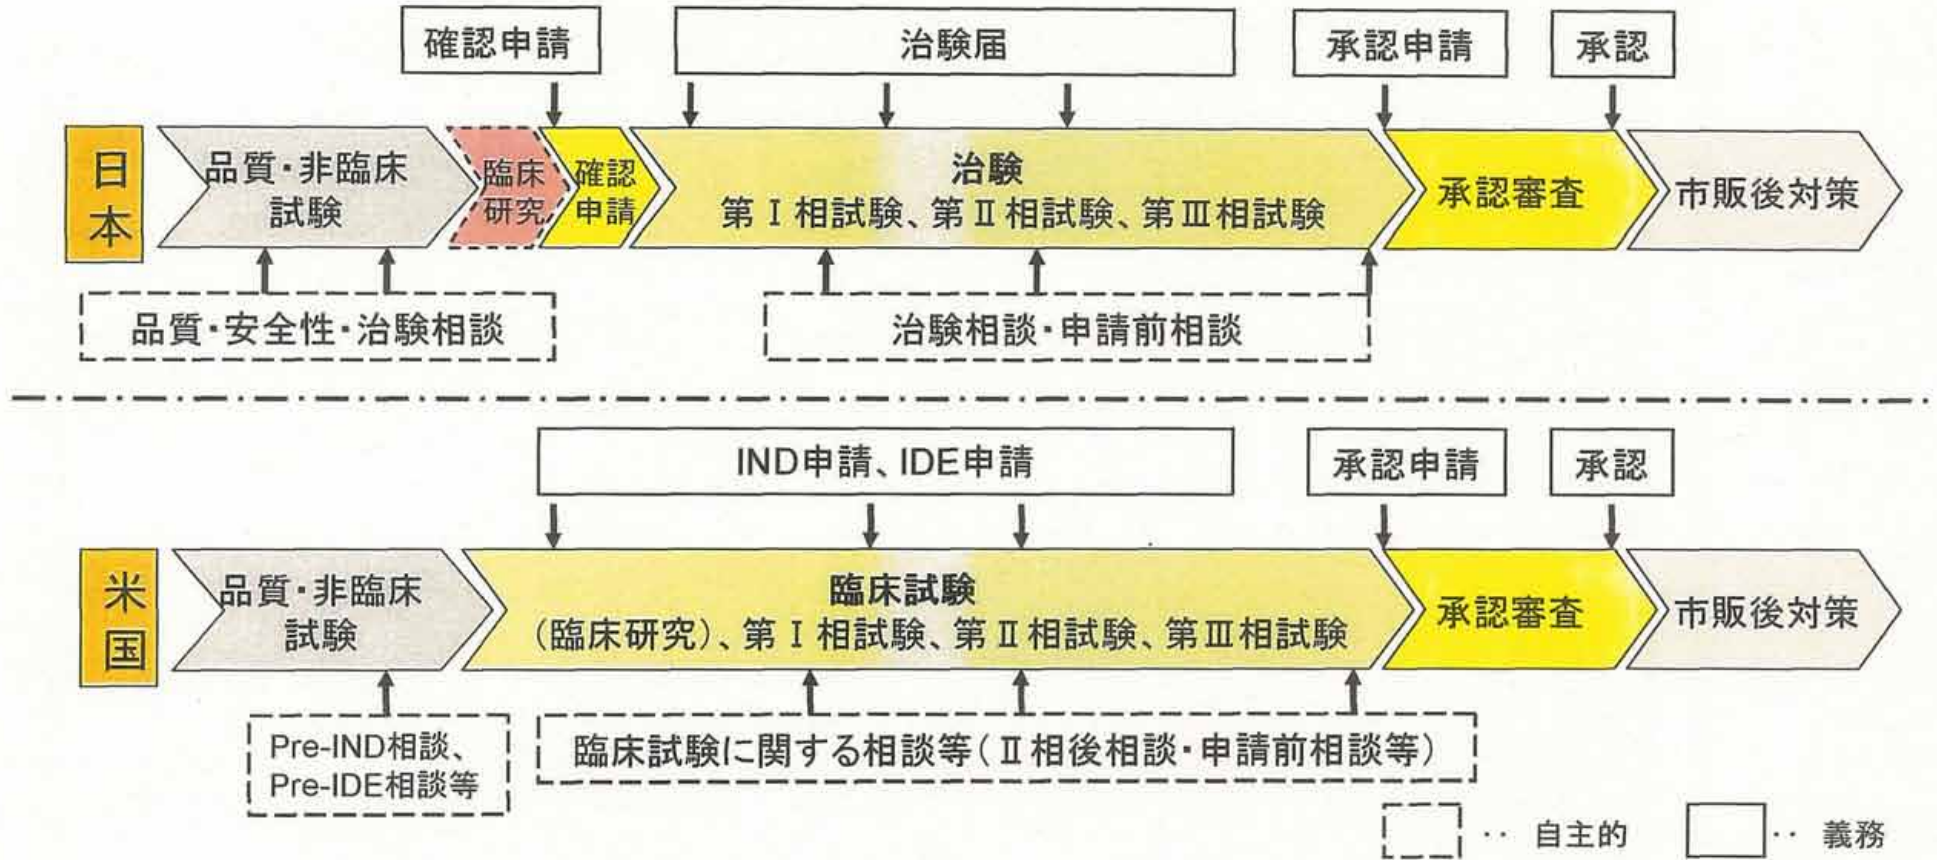 確認申請
治験届
承認申請
承認
日本
品質・非臨床
試験
臨床
研究
確認
申請
治験
第Ⅰ相試験、第Ⅱ相試験、第Ⅲ相試験
承認審査
市販後対策
品質・安全性・治験相談
治験相談・申請前相談
IND申請、IDE申請
承認申請
承認
米国
品質・非臨床
試験
臨床試験
(臨床研究)、第Ⅰ相試験、第Ⅱ相試験、第Ⅲ相試験
承認審査
市販後対策
Pre-IND相談、
Pre-IDE相談等
臨床試験に関する相談等(Ⅱ相後相談・申請前相談等)
‥ 自主的
‥ 義務